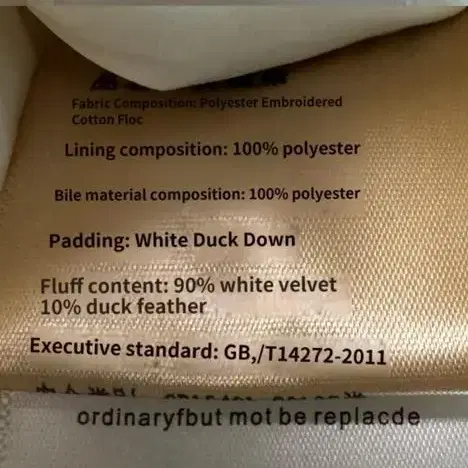 Fabric Composition: Polyester Embroidered
Cotton Floc
Lining composition: 100% polyester
Bile material composition: 100% polyester
Padding: White Duck Down
Fluff content: 90% white velvet
10% duck feather
Executive standard: GB,/T14272-2011
ordinaryfbut mot be replacde